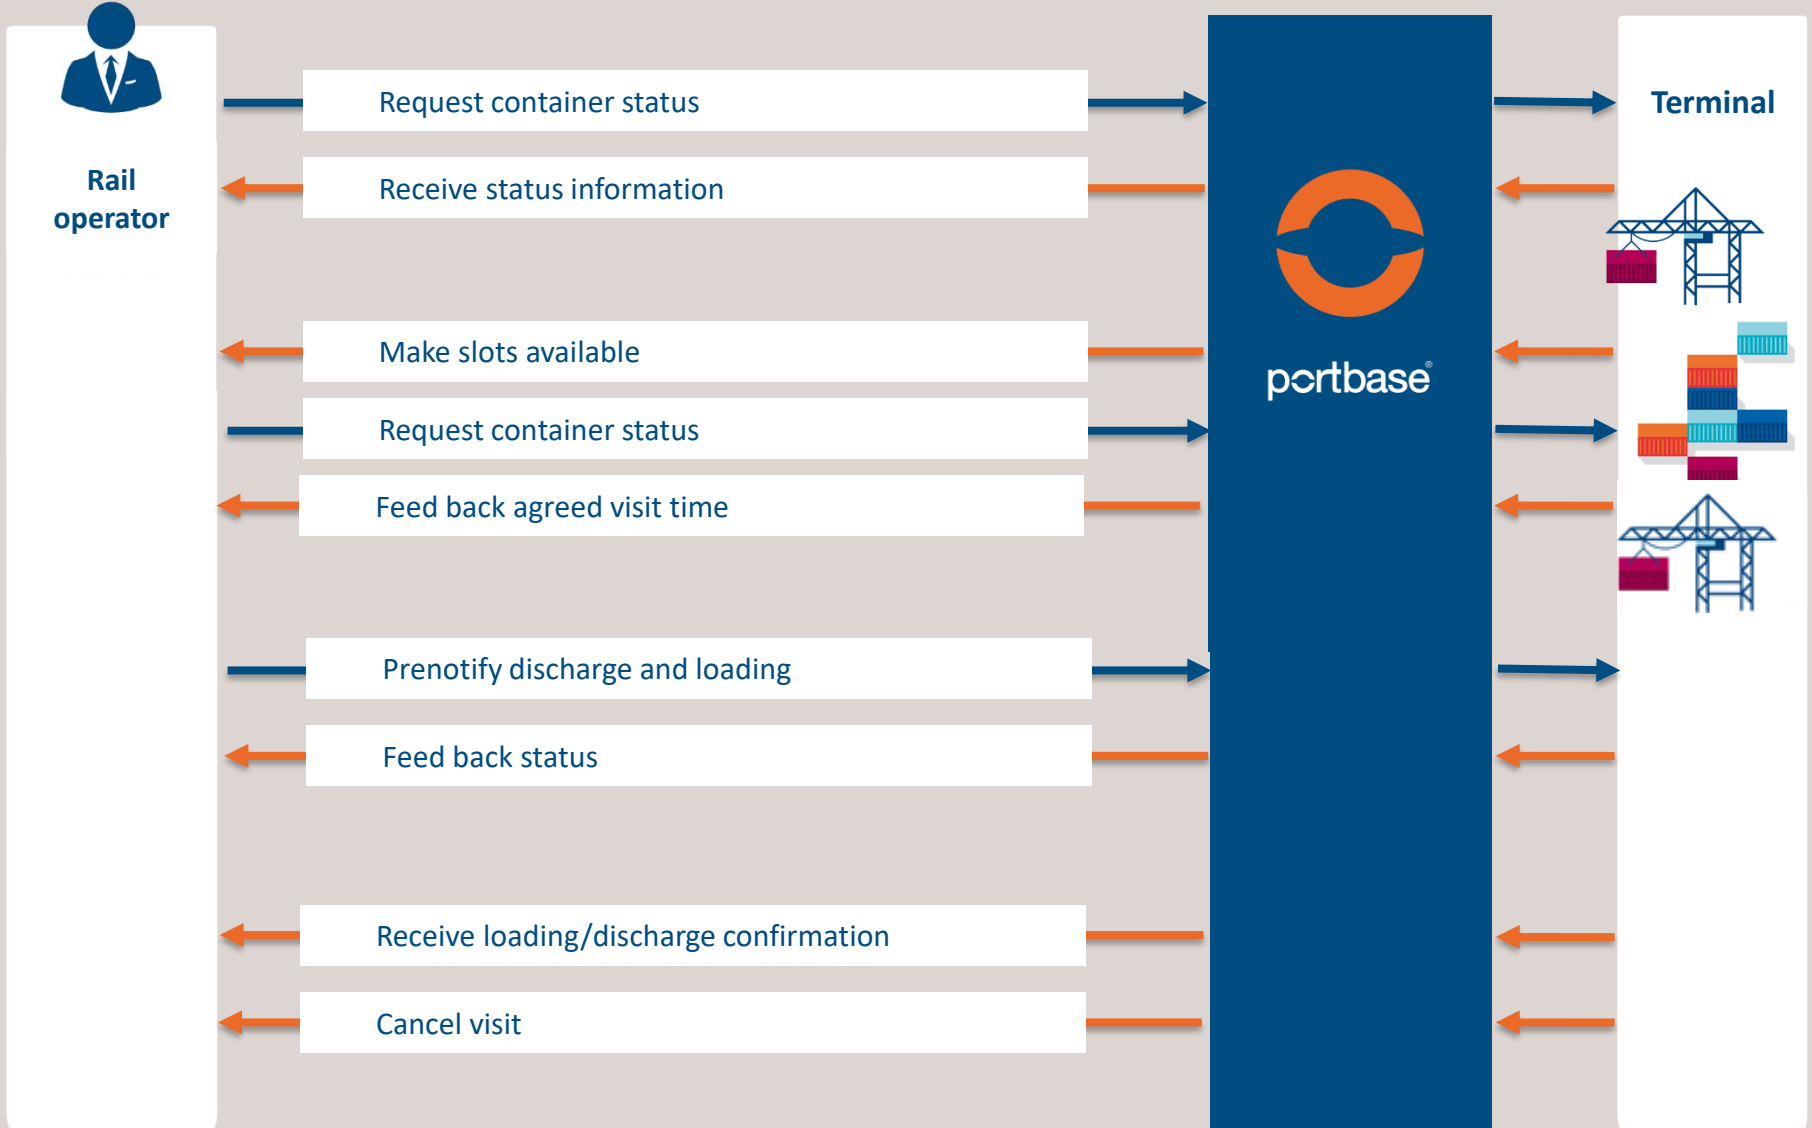 Rail
operator
Request container status
Receive status information
Make slots available
Request container status
Feed back agreed visit time
Prenotify discharge and loading
Feed back status
Receive loading/discharge confirmation
Cancel visit
portbase®
Terminal